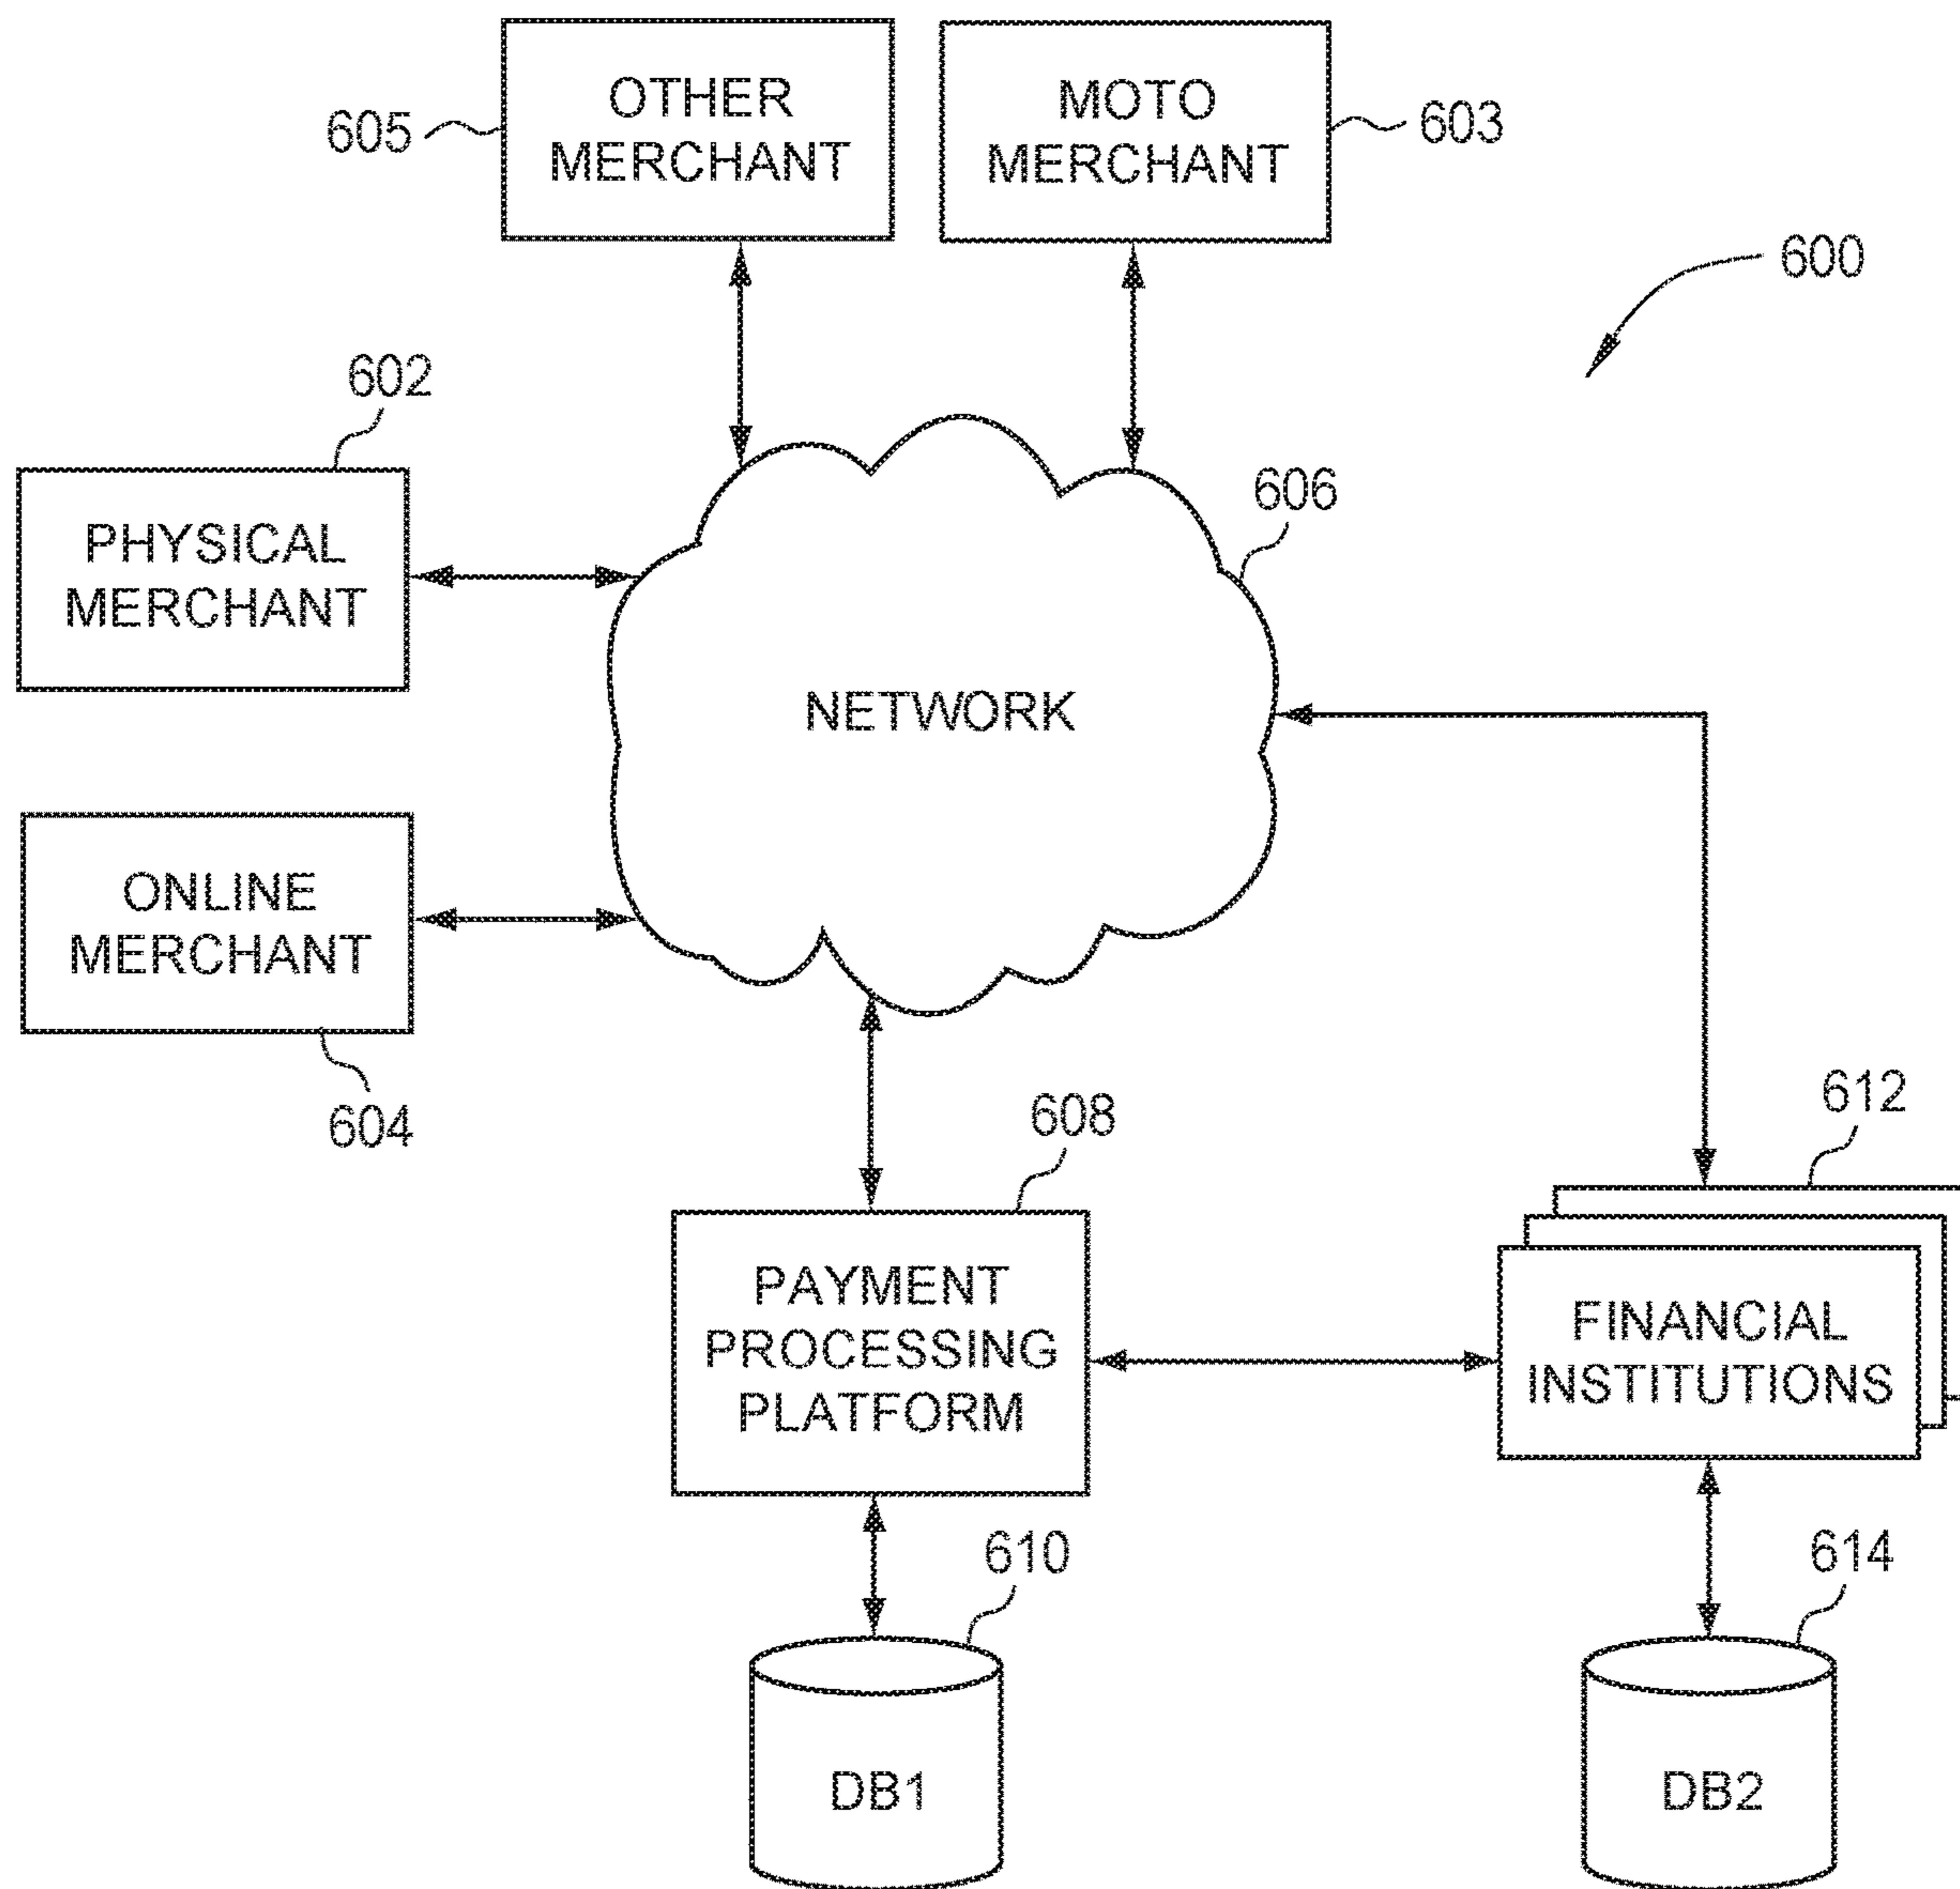 OTHER
MERCHANT
605
MOTO
MERCHANT
603
600
602
PHYSICAL
MERCHANT
606
NETWORK
ONLINE
MERCHANT
604
608
612
PAYMENT
PROCESSING
PLATFORM
FINANCIAL
INSTITUTIONS
610
614
DB1
DB2